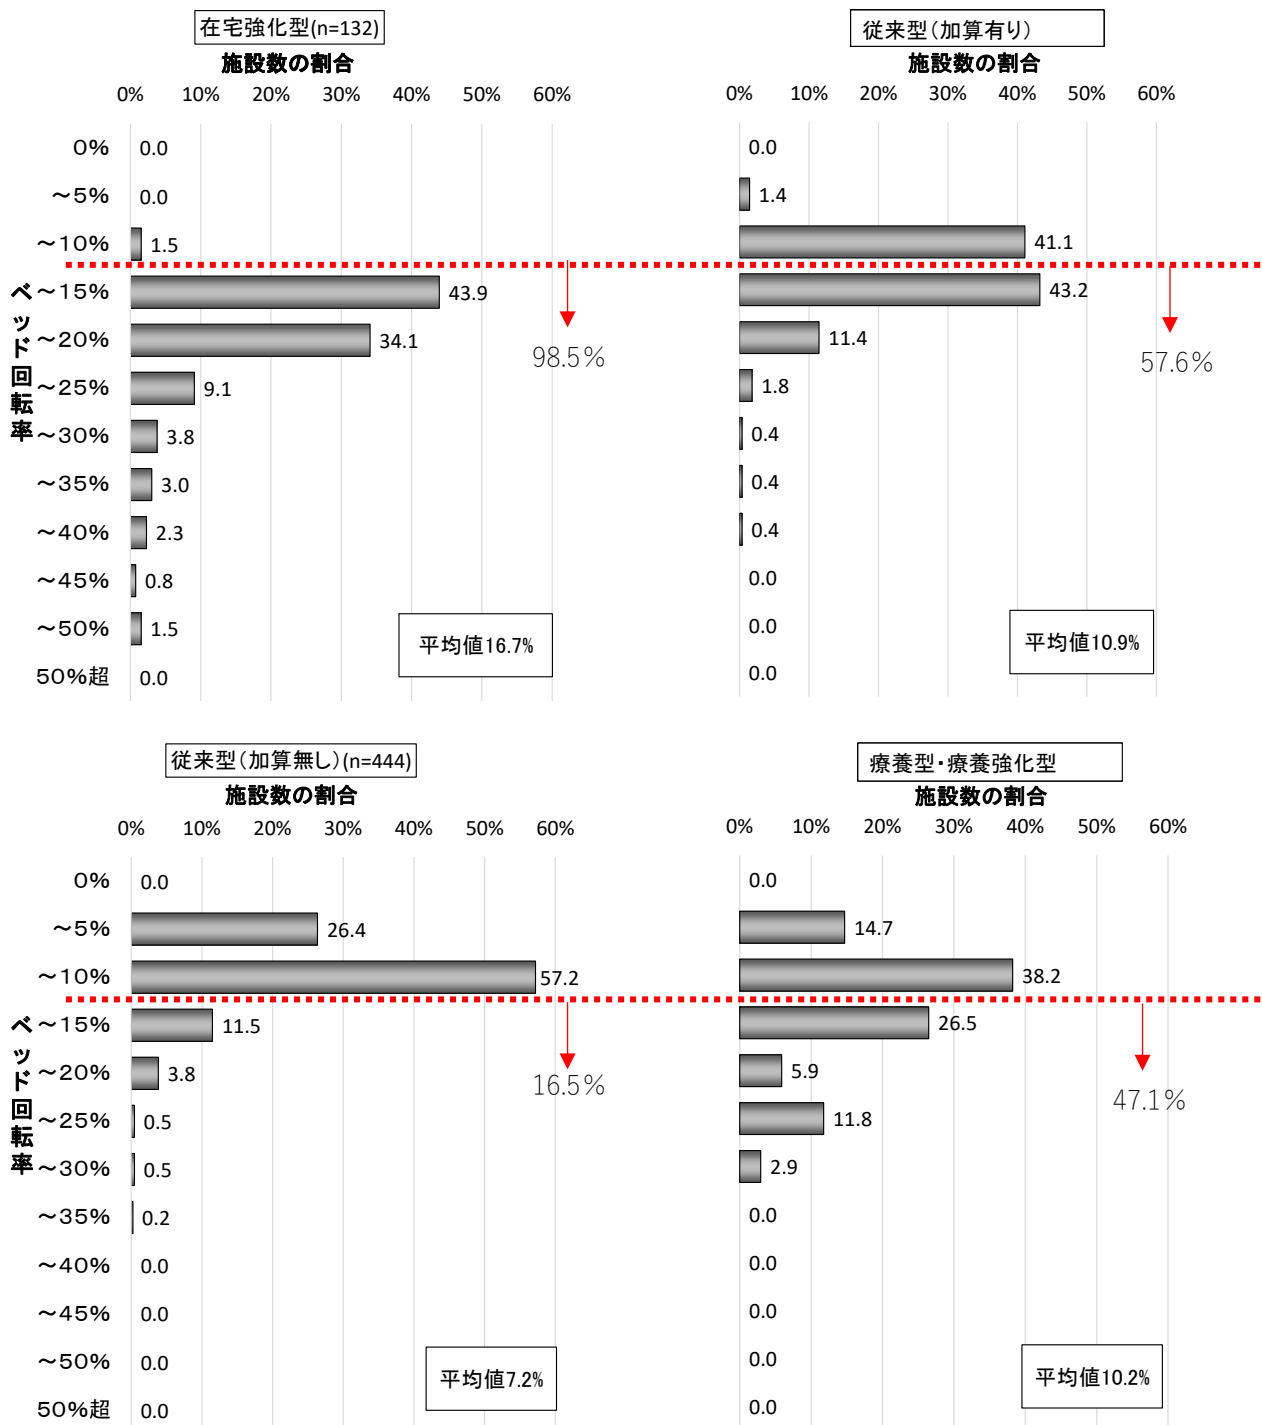 在宅強化型(n=132)
施設数の割合
0% 10% 20% 30% 40% 50% 60%
ベッド回転率
0% 0.0
～5% 0.0
～10% 1.5
～15% 43.9
～20% 34.1
～25% 9.1
～30% 3.8
～35% 3.0
～40% 2.3
～45% 0.8
～50% 1.5
50%超 0.0
98.5%
平均値16.7%
従来型(加算有り)
施設数の割合
0% 10% 20% 30% 40% 50% 60%
0.0
1.4
41.1
43.2
11.4
1.8
0.4
0.4
0.4
0.0
0.0
0.0
57.6%
平均値10.9%
従来型(加算無し)(n=444)
施設数の割合
0% 10% 20% 30% 40% 50% 60%
ベッド回転率
0% 0.0
～5% 26.4
～10% 57.2
～15% 11.5
～20% 3.8
～25% 0.5
～30% 0.5
～35% 0.2
～40% 0.0
～45% 0.0
～50% 0.0
50%超 0.0
16.5%
平均値7.2%
療養型・療養強化型
施設数の割合
0% 10% 20% 30% 40% 50% 60%
0.0
14.7
38.2
26.5
5.9
11.8
2.9
0.0
0.0
0.0
0.0
0.0
47.1%
平均値10.2%